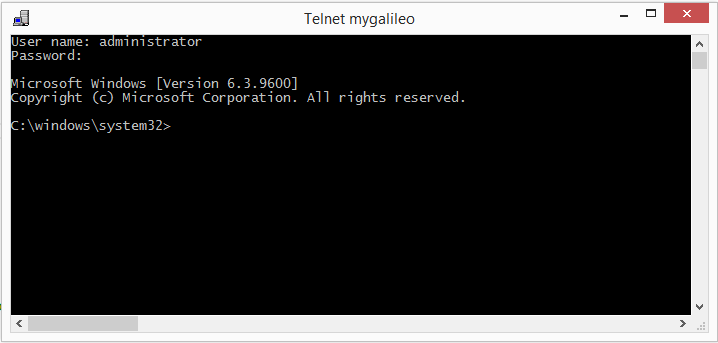 Telnet mygalileo
User name: administrator
Password:
Microsoft Windows [Version 6.3.9600]
Copyright (c) Microsoft Corporation. All rights reserved.
C:\windows\system32>